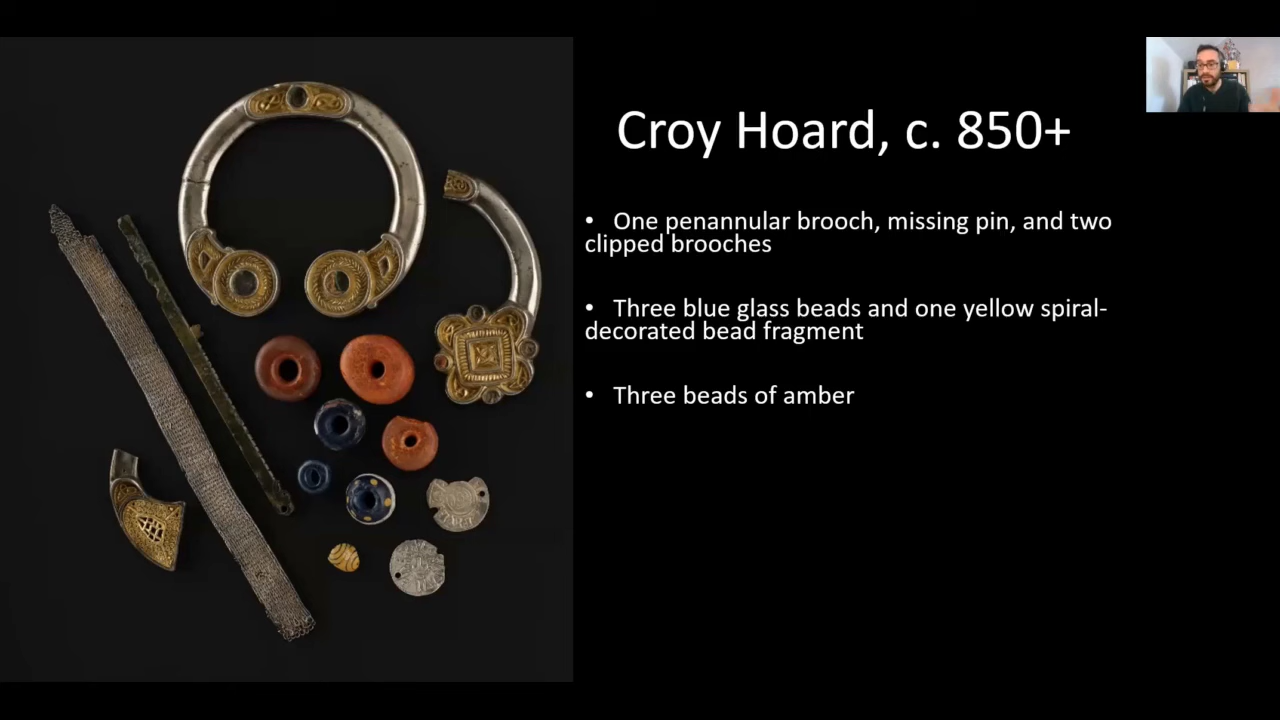 Croy Hoard, c. 850+
• One penannular brooch, missing pin, and two
clipped brooches
• Three blue glass beads and one yellow spiral-
decorated bead fragment
• Three beads of amber